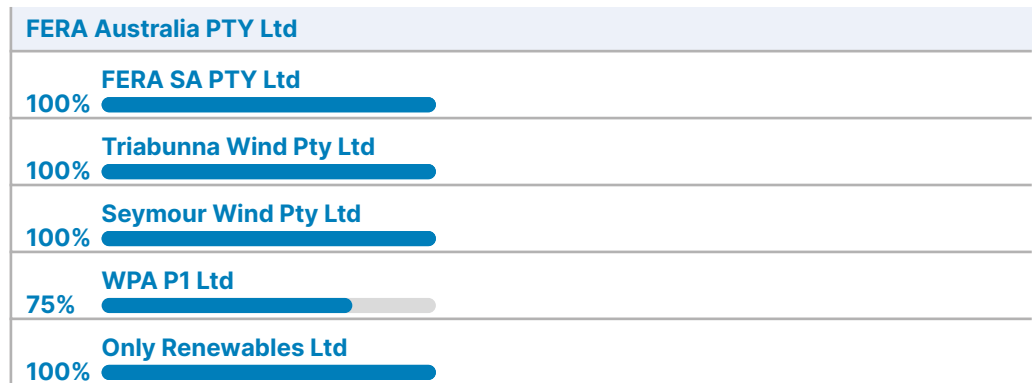 FERA Australia PTY Ltd
FERA SA PTY Ltd
100%
Triabunna Wind Pty Ltd
100%
Seymour Wind Pty Ltd
100%
WPA P1 Ltd
75%
Only Renewables Ltd
100%